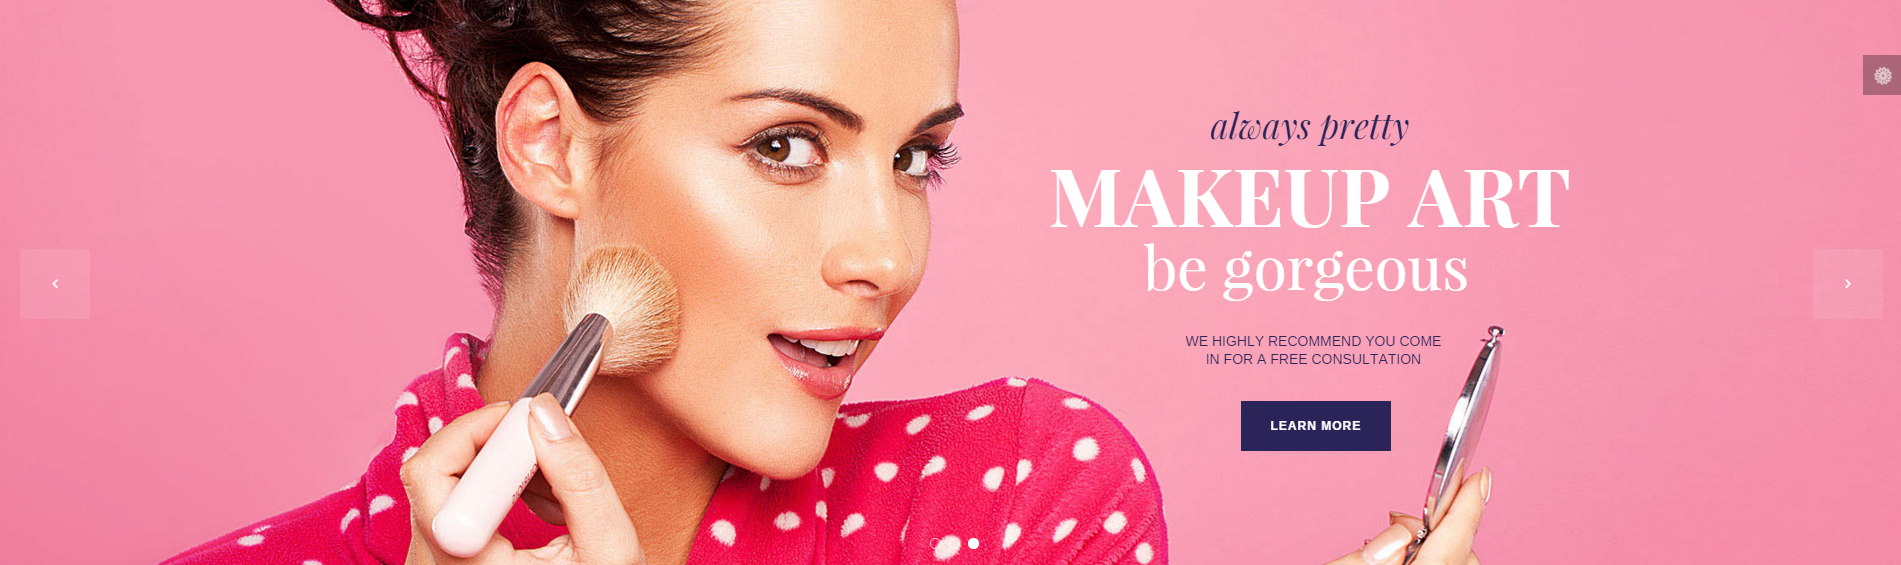 always pretty
MAKEUP ART
be gorgeous
WE HIGHLY RECOMMEND YOU COME
IN FOR A FREE CONSULTATION
LEARN MORE